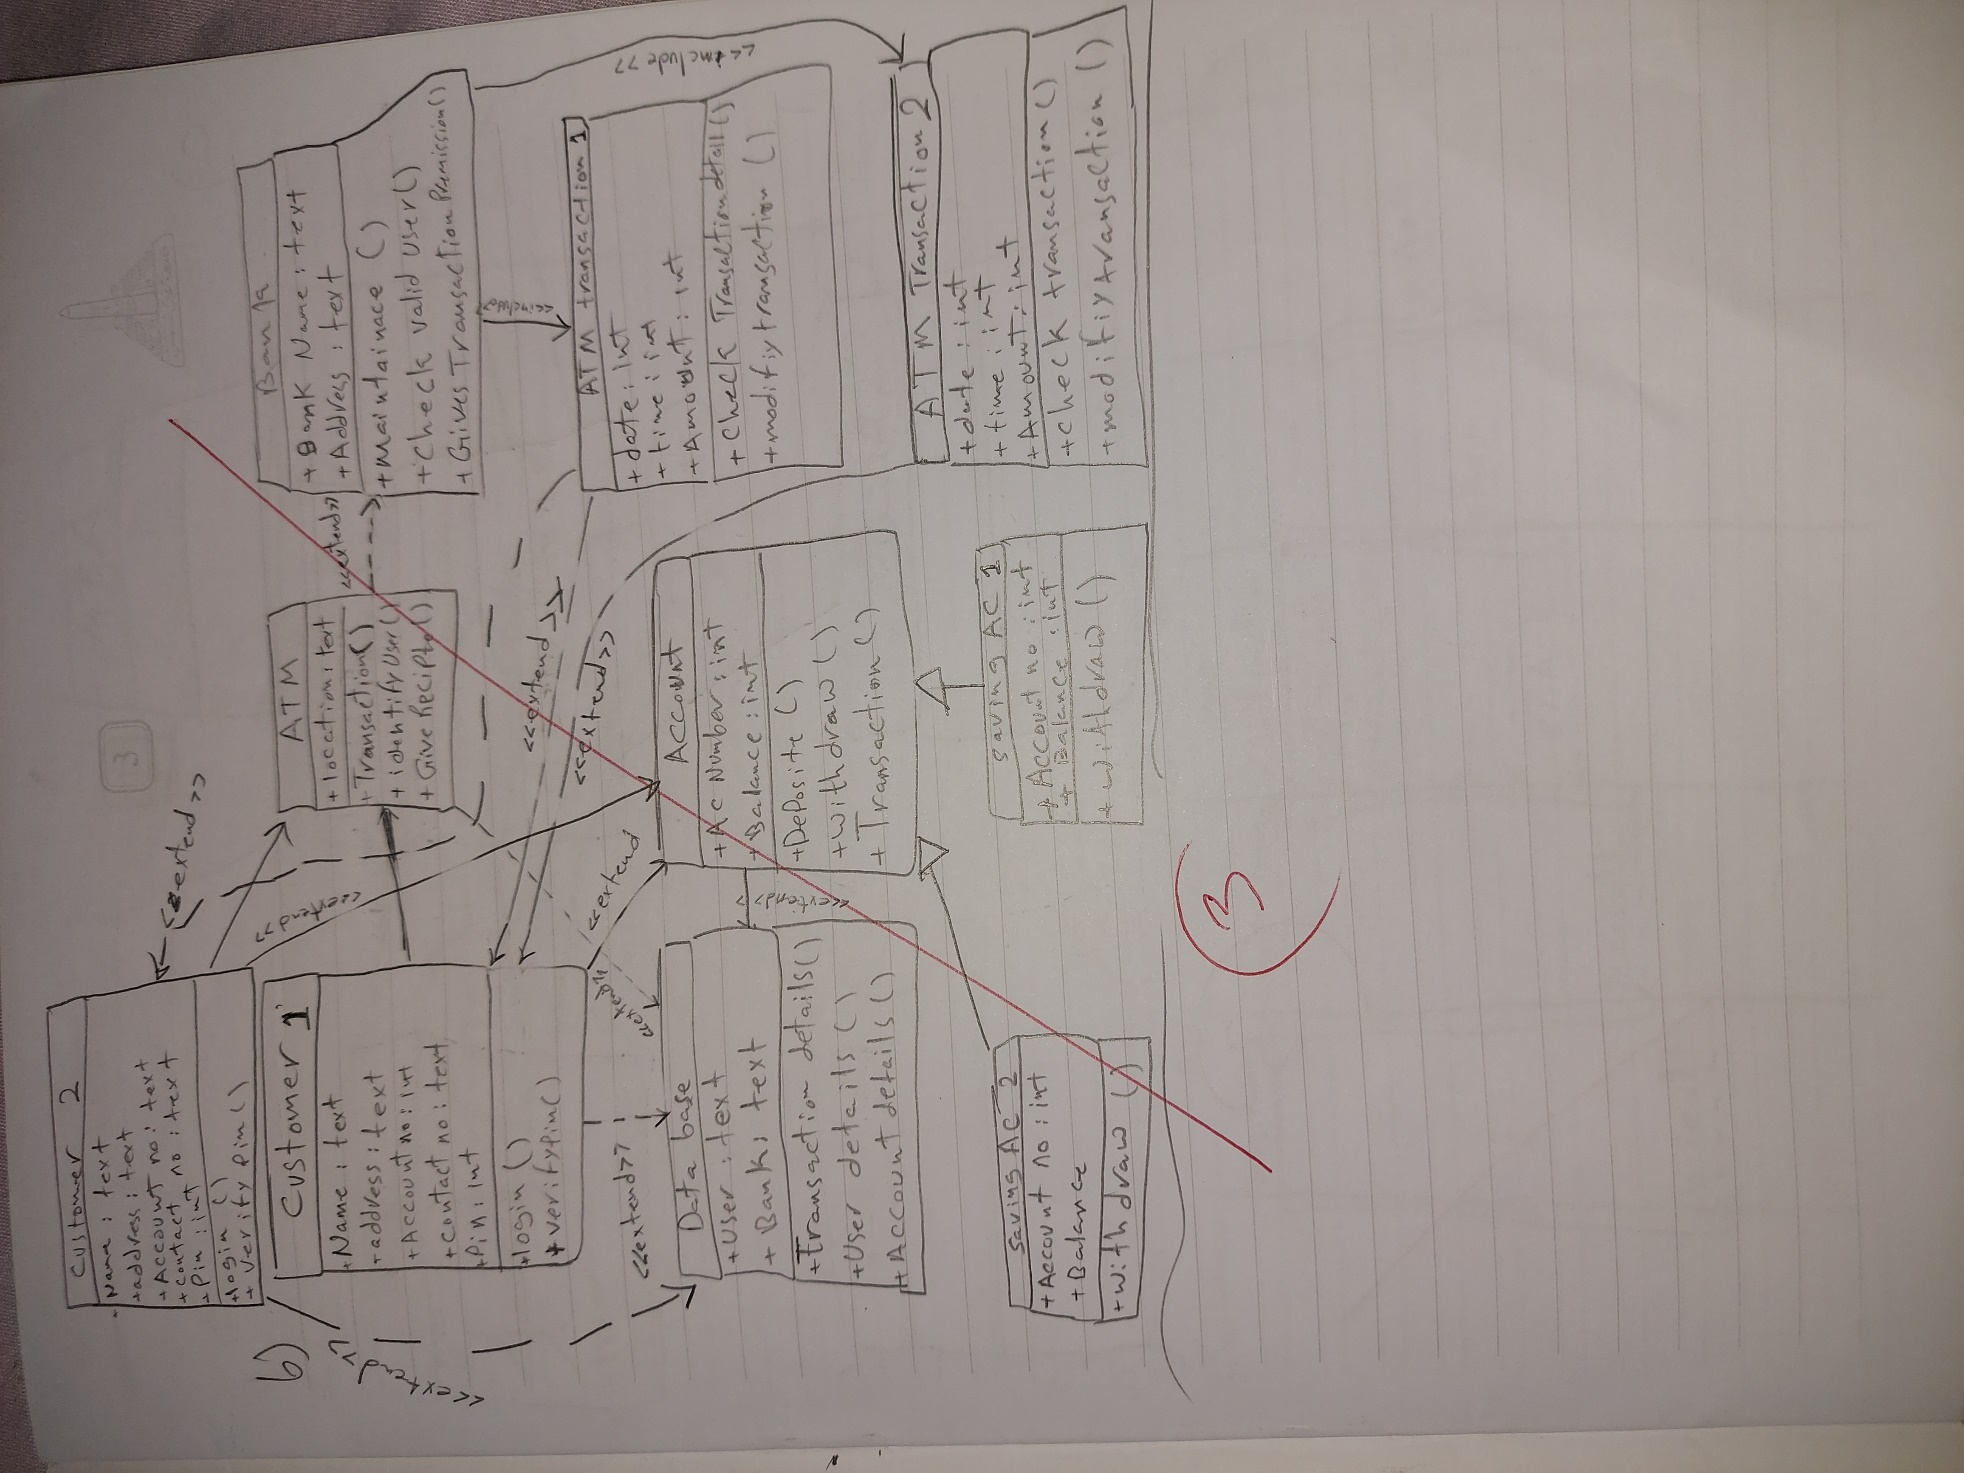 3
b)
Customer 2
+ Name : text
+ address : text
+ Account no : text
+ contact no : text
+ Pin : int
+ login ()
+ Verify Pin ()
Customer 1
+ Name : text
+ address : text
+ Account no : int
+ contact no : text
+ Pin : int
+ login ()
+ verifyPin()
<<extend>>
<<extend>>
ATM
+ location : text
+ Transaction()
+ identify User()
<<extend>>
Bank
+ Bank Name : text
+ Address : text
+ Maintainace ()
+ Check valid User ()
+ Gives Transaction Permission()
<<include>>
<<include>>
ATM transaction 1
+ date : int
+ time : int
+ Amount : int
+ Check Transaction detail ()
+ modifiy transaction ()
ATM Transaction 2
+ date : int
+ time : int
+ Amount : int
+ Check transaction ()
+ modifiy transaction ()
<<extend>>
<<extend>>
<<extend
<<extend>>
<<extend>>
Account
+ Ac Number : int
+ Balance : int
+ Deposite ()
+ Withdraw ()
+ Transaction ()
<<extend>>
Data base
+ User : text
+ Bank : text
+ Transaction details ()
+ User details ()
+ Account details ()
Saving AC 1
+ Account no : int
+ Balance : int
+ Withdraw ()
Saving AC 2
+ Account no : int
+ Balance
+ Withdraw ()
3